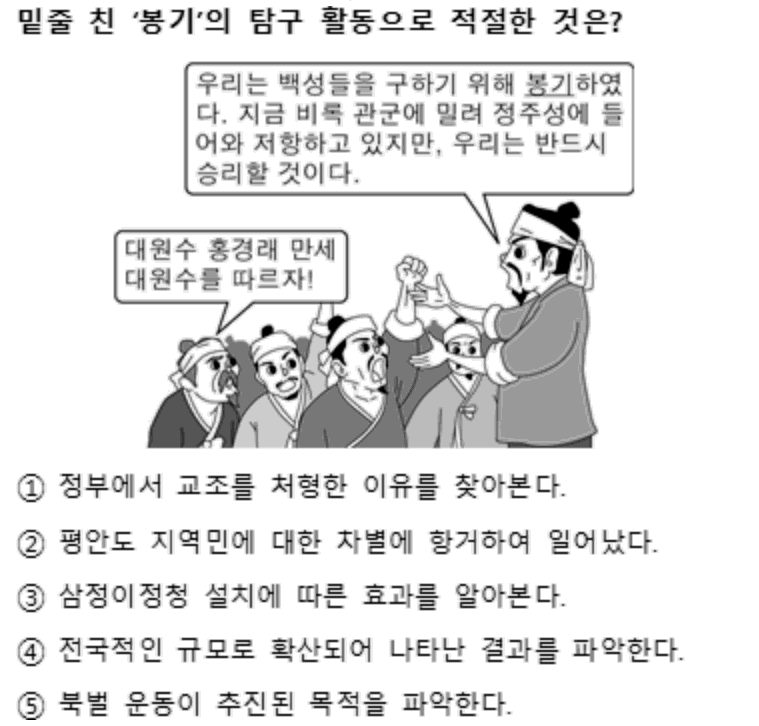 밑줄 친 ‘봉기’의 탐구 활동으로 적절한 것은?
우리는 백성들을 구하기 위해 봉기하였
다. 지금 비록 관군에 밀려 정주성에 들
어와 저항하고 있지만, 우리는 반드시
승리할 것이다.
대원수 홍경래 만세
대원수를 따르자!
① 정부에서 교조를 처형한 이유를 찾아본다.
② 평안도 지역민에 대한 차별에 항거하여 일어났다.
③ 삼정이정청 설치에 따른 효과를 알아본다.
④ 전국적인 규모로 확산되어 나타난 결과를 파악한다.
⑤ 북벌 운동이 추진된 목적을 파악한다.